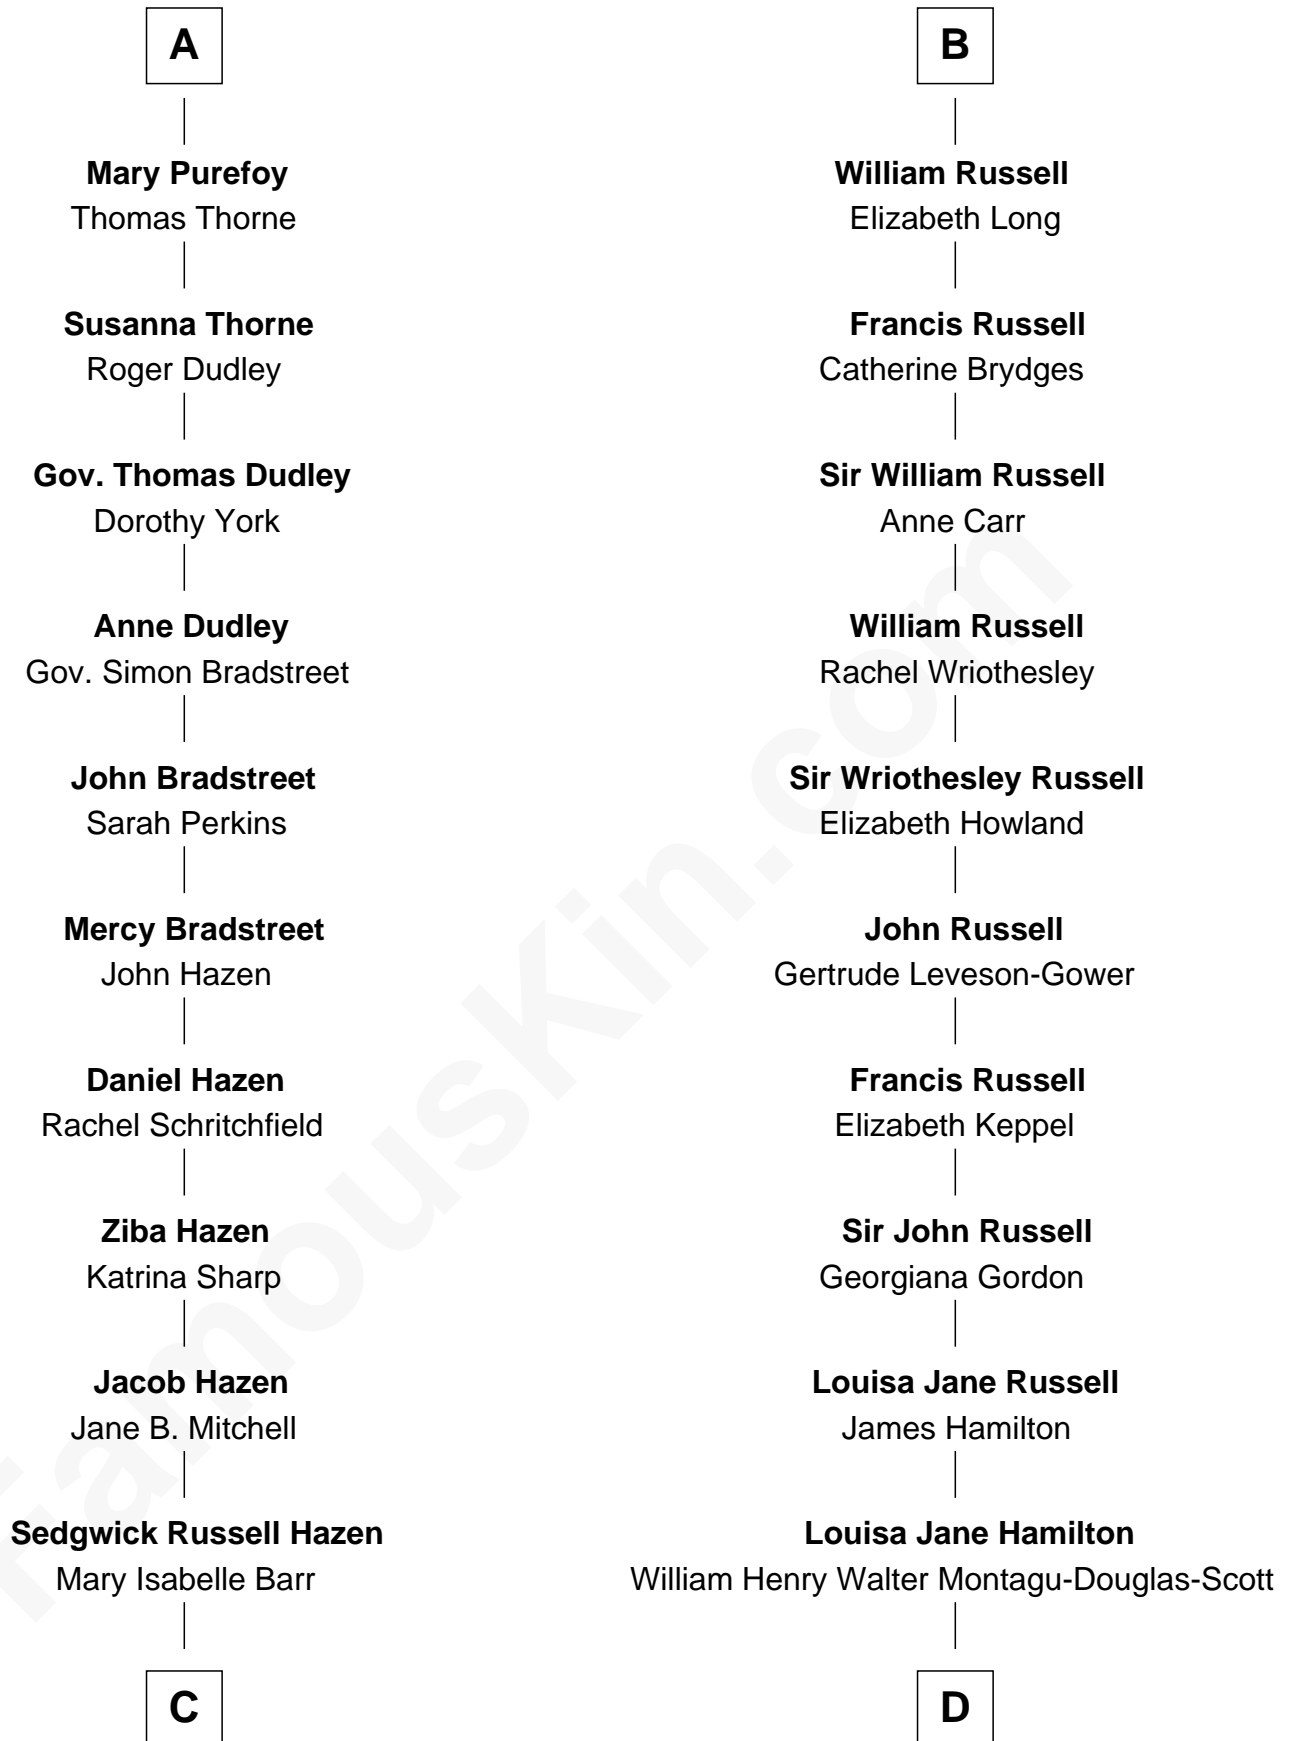 A
Mary Purefoy
Thomas Thorne
Susanna Thorne
Roger Dudley
Gov. Thomas Dudley
Dorothy York
Anne Dudley
Gov. Simon Bradstreet
John Bradstreet
Sarah Perkins
Mercy Bradstreet
John Hazen
Daniel Hazen
Rachel Schritchfield
Ziba Hazen
Katrina Sharp
Jacob Hazen
Jane B. Mitchell
Sedgwick Russell Hazen
Mary Isabelle Barr
C
B
William Russell
Elizabeth Long
Francis Russell
Catherine Brydges
Sir William Russell
Anne Carr
William Russell
Rachel Wriothesley
Sir Wriothesley Russell
Elizabeth Howland
John Russell
Gertrude Leveson-Gower
Francis Russell
Elizabeth Keppel
Sir John Russell
Georgiana Gordon
Louisa Jane Russell
James Hamilton
Louisa Jane Hamilton
William Henry Walter Montagu-Douglas-Scott
D
FamousKin.com